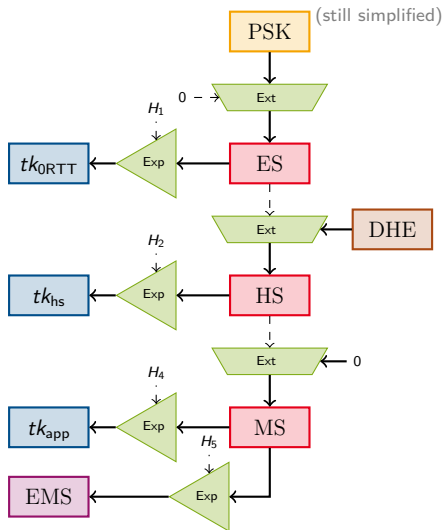 PSK (still simplified)
0 Ext
H₁
tk₀RTT Exp ES
Ext DHE
H₂
tkhs Exp HS
Ext 0
H₄
tkapp Exp MS
H₅
EMS Exp